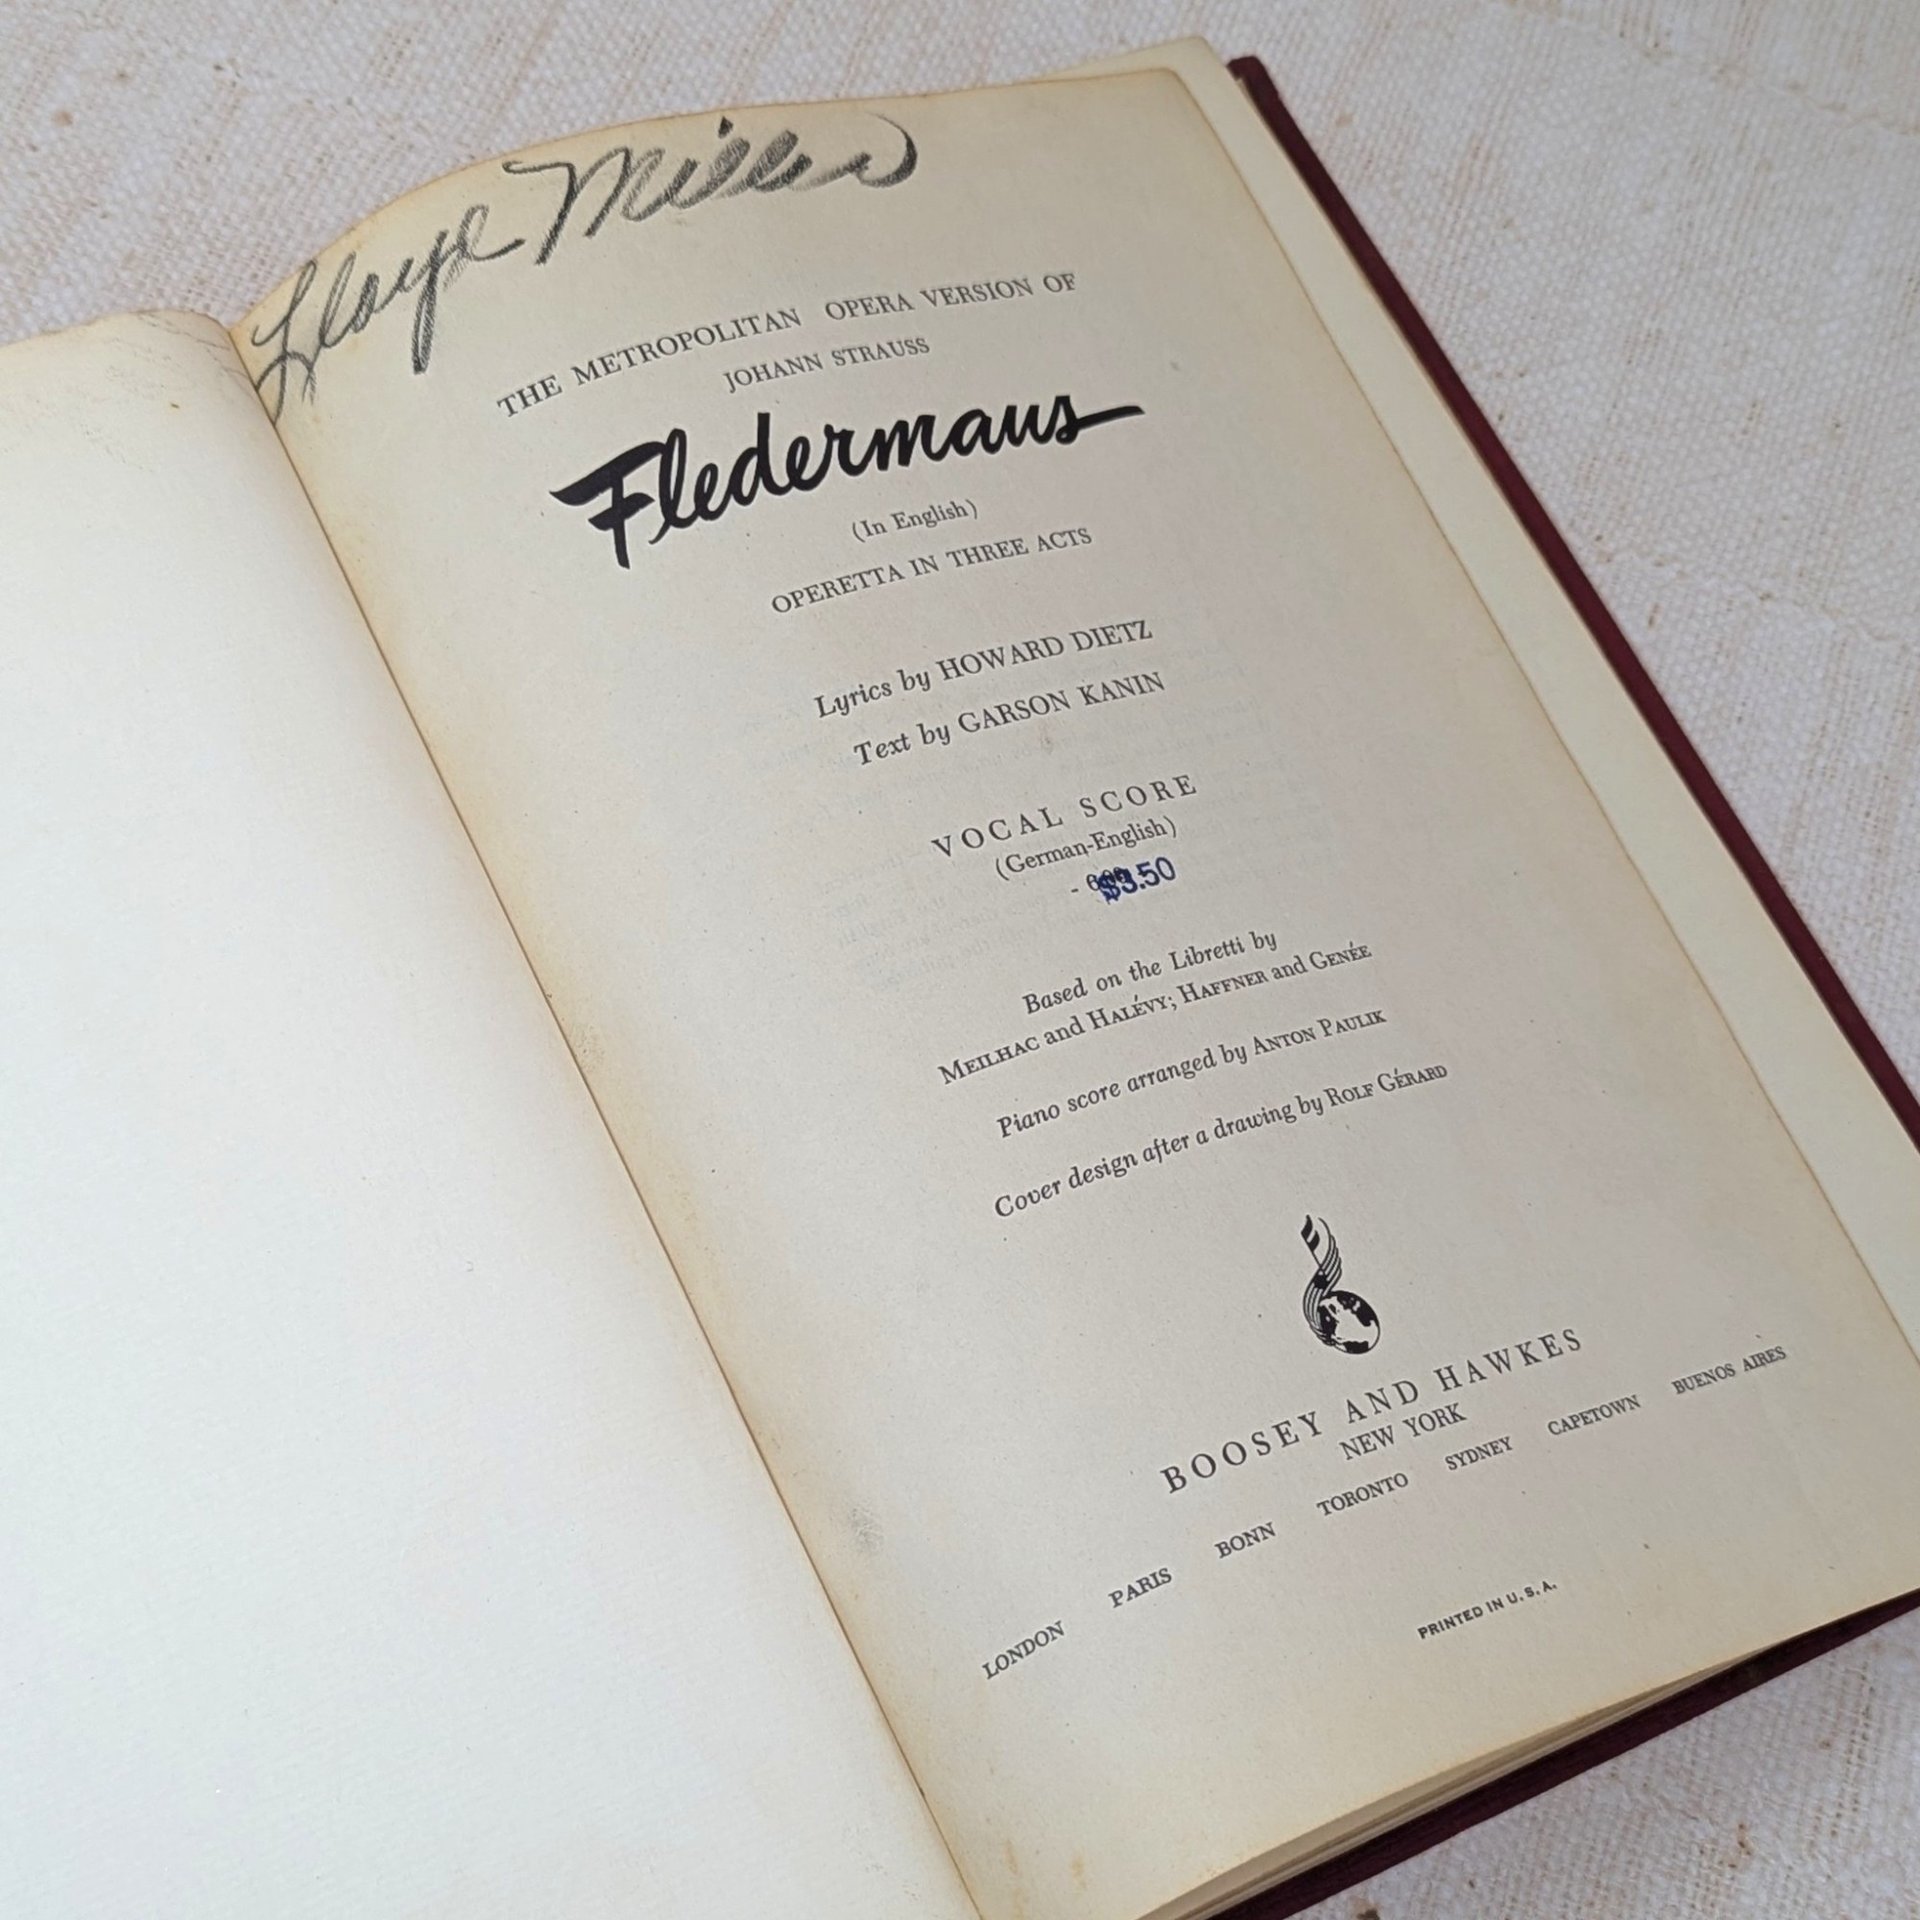 Lloyd Miller
THE METROPOLITAN OPERA VERSION OF
JOHANN STRAUSS
Fledermaus
(In English)
OPERETTA IN THREE ACTS
Lyrics by HOWARD DIETZ
Text by GARSON KANIN
VOCAL SCORE
(German-English)
$3.50
Based on the Libretti by
MEILHAC and HALÉVY; HAFFNER and GENÉE
Piano score arranged by ANTON PAULIK
Cover design after a drawing by ROLF GÉRARD
BOOSEY AND HAWKES
NEW YORK
LONDON PARIS BONN TORONTO SYDNEY CAPETOWN BUENOS AIRES
PRINTED IN U.S.A.